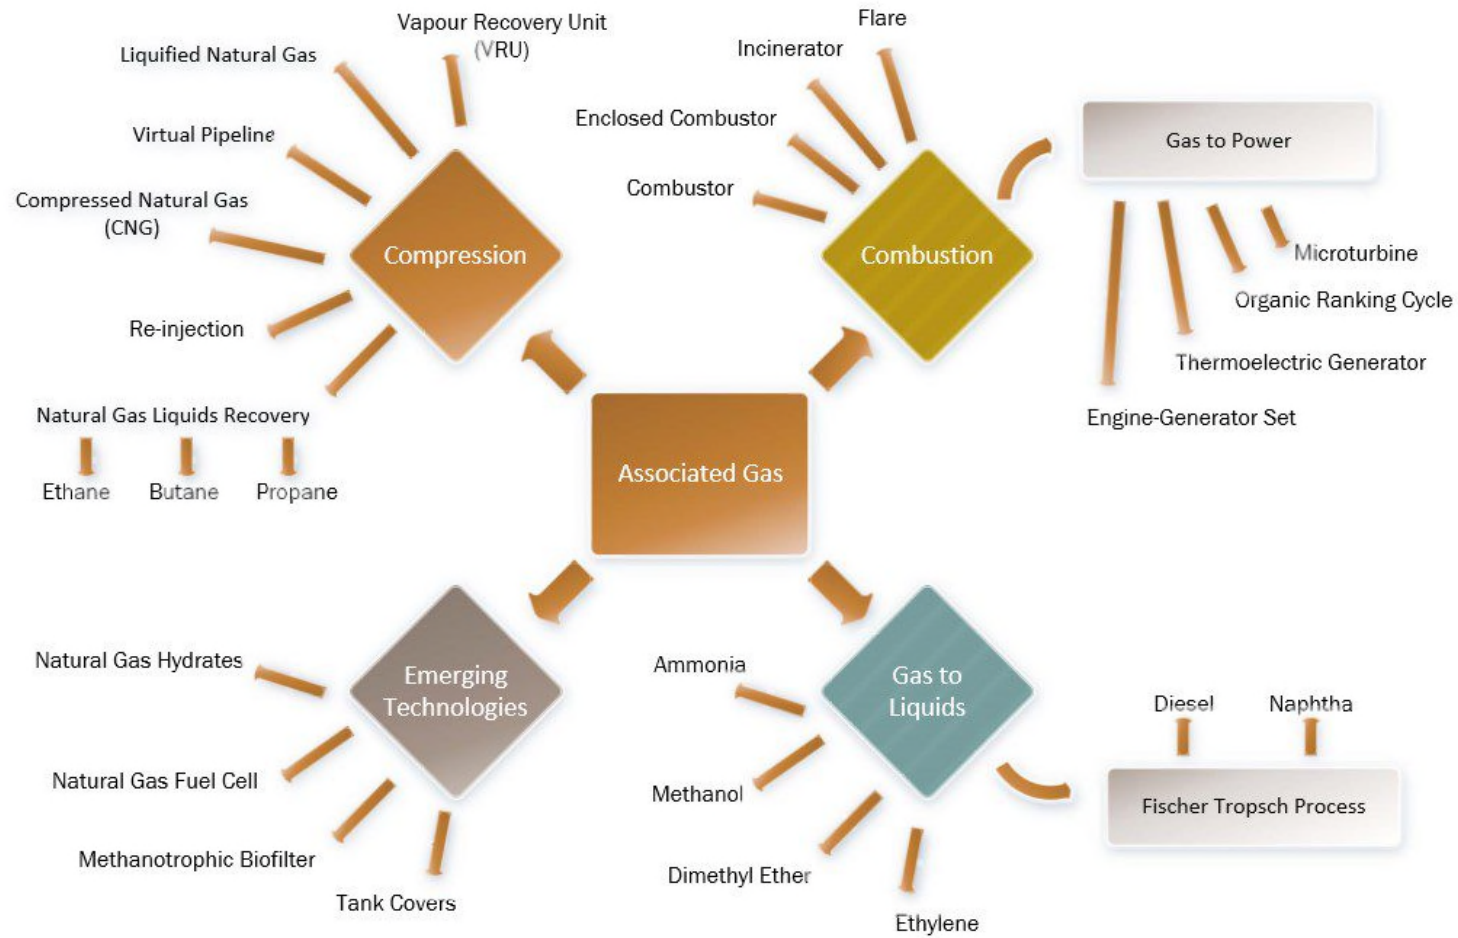 Vapour Recovery Unit
(VRU)
Liquified Natural Gas
Virtual Pipeline
Compressed Natural Gas
(CNG)
Re-injection
Natural Gas Liquids Recovery
Ethane
Butane
Propane
Compression
Flare
Incinerator
Enclosed Combustor
Combustor
Combustion
Gas to Power
Microturbine
Organic Ranking Cycle
Thermoelectric Generator
Engine-Generator Set
Associated Gas
Emerging
Technologies
Natural Gas Hydrates
Natural Gas Fuel Cell
Methanotrophic Biofilter
Tank Covers
Gas to
Liquids
Ammonia
Methanol
Dimethyl Ether
Ethylene
Diesel
Naphtha
Fischer Tropsch Process